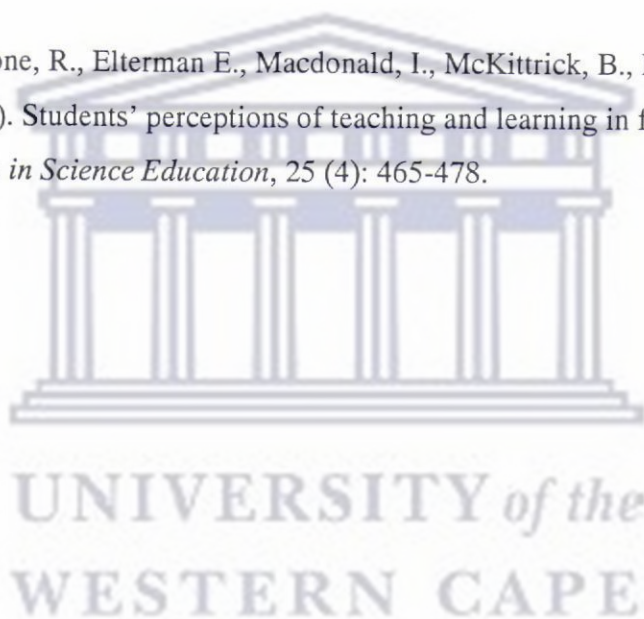 one, R., Elterman E., Macdonald, I., McKittrick, B.,
). Students' perceptions of teaching and learning in
in Science Education, 25 (4): 465-478.
UNIVERSITY of the
WESTERN CAPE